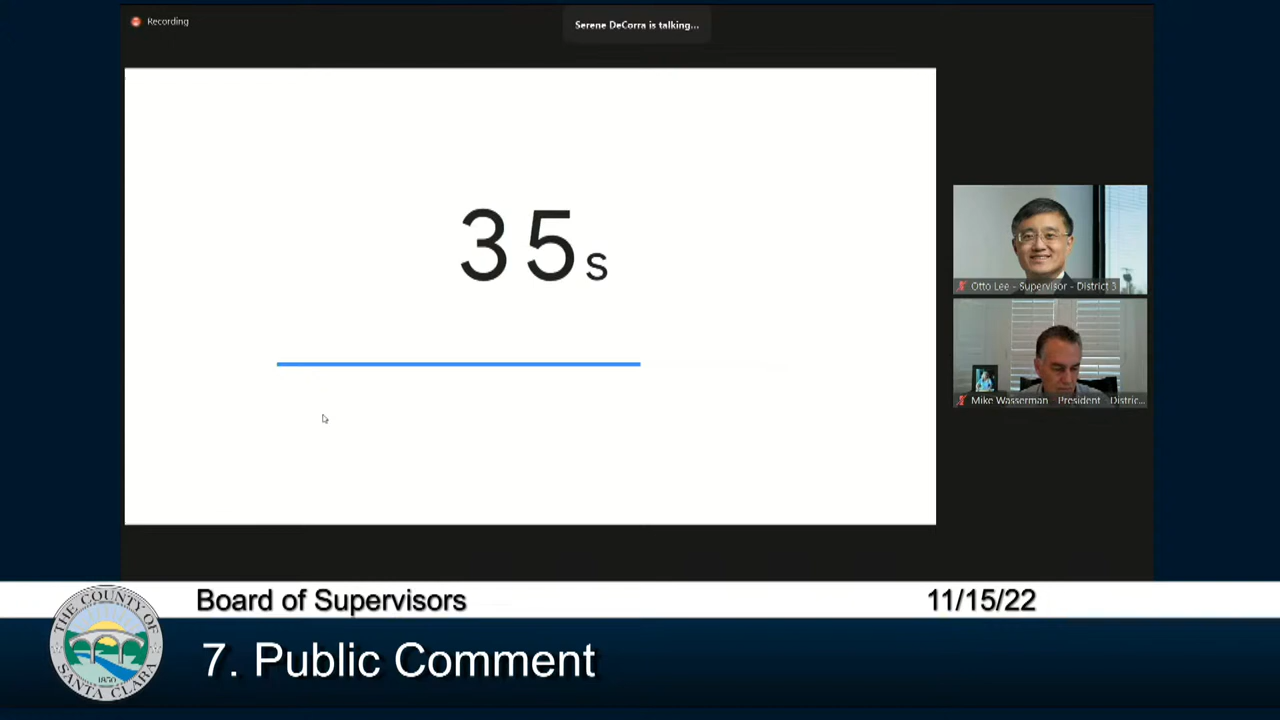 Recording
Serene DeCorra is talking...
35s
Otto Lee - Supervisor - District 3
Mike Wasserman - President - Distric...
Board of Supervisors
11/15/22
7. Public Comment
THE COUNTY OF
SANTA CLARA
1850